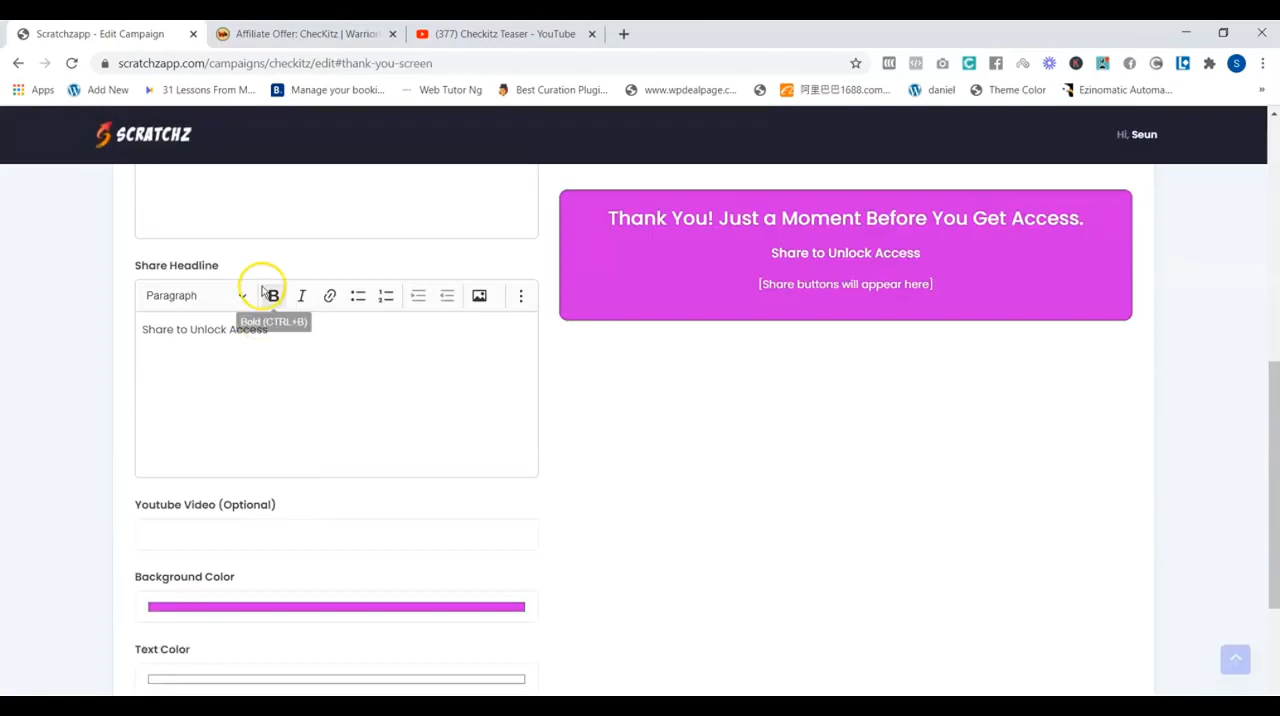 Scratchzapp - Edit Campaign
Affiliate Offer: CheckKitz | Warrior
(377) Checkitz Teaser - YouTube
scratchzapp.com/campaigns/checkitz/edit#thank-you-screen
Apps
Add New
31 Lessons From M...
Manage your booki...
Web Tutor Ng
Best Curation Plugi...
www.wpdealpage.c...
阿里巴巴1688.com...
daniel
Theme Color
Ezinomatic Automa...
»
SCRATCHZ
Hi, Seun
Share Headline
Paragraph
B
I
Bold (CTRL+B)
Share to Unlock Access
Youtube Video (Optional)
Background Color
Text Color
Thank You! Just a Moment Before You Get Access.
Share to Unlock Access
[Share buttons will appear here]